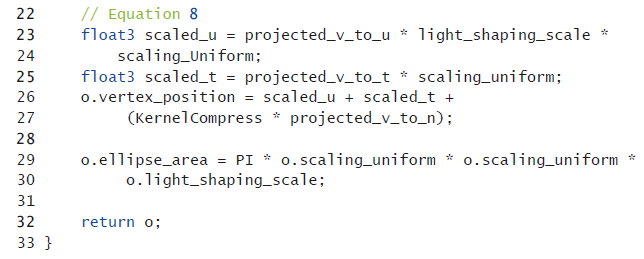 22 // Equation 8
23 float3 scaled_u = projected_v_to_u * light_shaping_scale *
24 scaling_Uniform;
25 float3 scaled_t = projected_v_to_t * scaling_uniform;
26 o.vertex_position = scaled_u + scaled_t +
27 (KernelCompress * projected_v_to_n);
28
29 o.ellipse_area = PI * o.scaling_uniform * o.scaling_uniform *
30 o.light_shaping_scale;
31
32 return o;
33 }